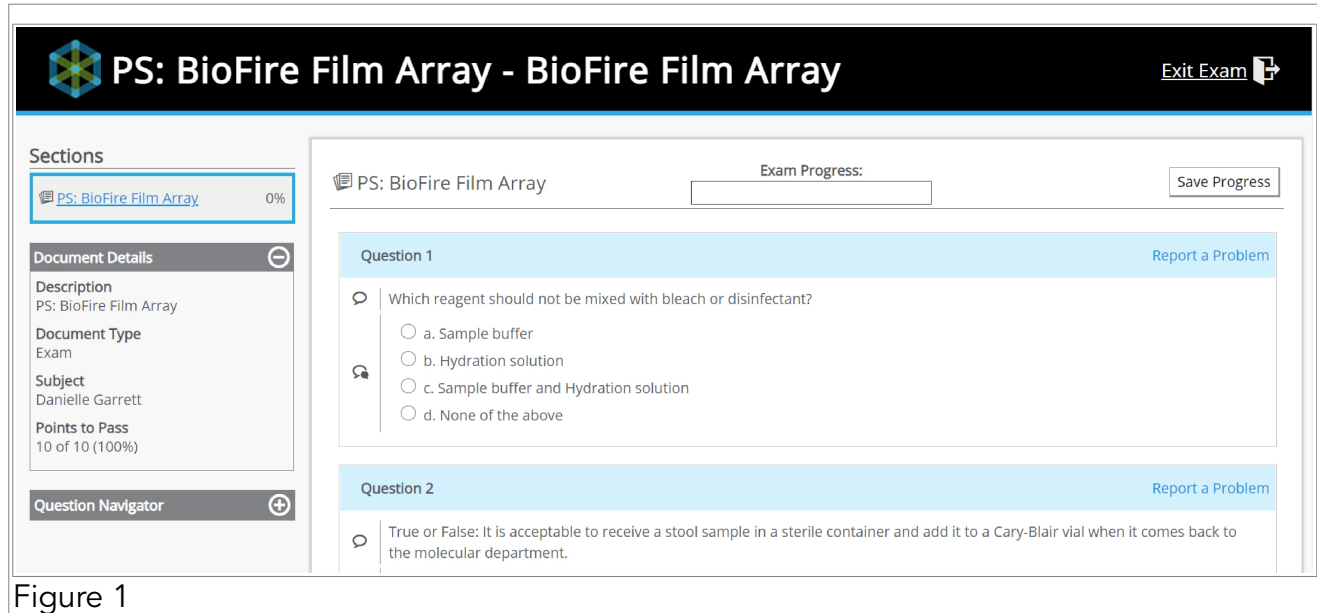 PS: BioFire Film Array - BioFire Film Array
Exit Exam
Sections
PS: BioFire Film Array 0%
Document Details
Description
PS: BioFire Film Array
Document Type
Exam
Subject
Danielle Garrett
Points to Pass
10 of 10 (100%)
Question Navigator
PS: BioFire Film Array
Exam Progress:
Save Progress
Question 1
Report a Problem
Which reagent should not be mixed with bleach or disinfectant?
a. Sample buffer
b. Hydration solution
c. Sample buffer and Hydration solution
d. None of the above
Question 2
Report a Problem
True or False: It is acceptable to receive a stool sample in a sterile container and add it to a Cary-Blair vial when it comes back to
the molecular department.
Figure 1